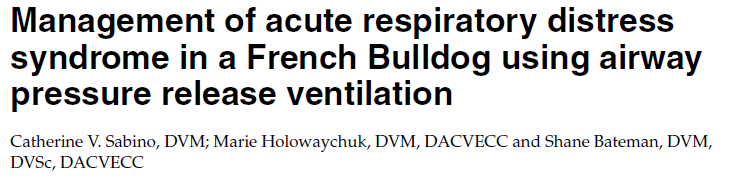 Management of acute respiratory distress
syndrome in a French Bulldog using airway
pressure release ventilation
Catherine V. Sabino, DVM; Marie Holowaychuk, DVM, DACVECC and Shane Bateman, DVM,
DVSc, DACVECC